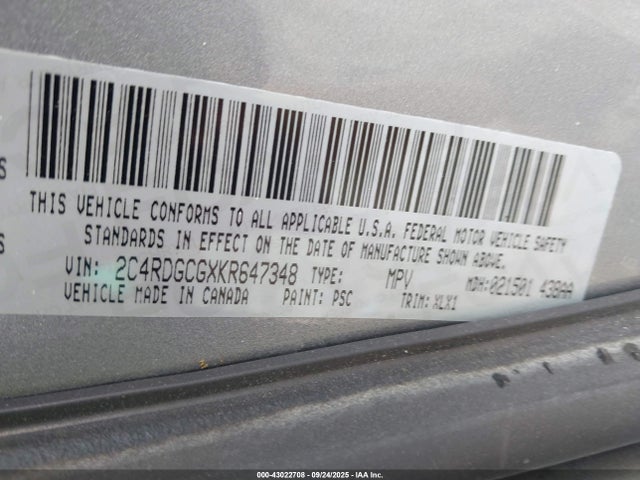 S
THIS VEHICLE CONFORMS TO ALL APPLICABLE U.S.A. FEDERAL MOTOR VEHICLE SAFETY
S
STANDARDS IN EFFECT ON THE DATE OF MANUFACTURE SHOWN ABOVE.
VIN: 2C4RDGCGXKR647348 TYPE: MPV MDH:021501 438AA
VEHICLE MADE IN CANADA PAINT: PSC TRIM: XLX1
000-43022708 - 09/24/2025 - IAA Inc.